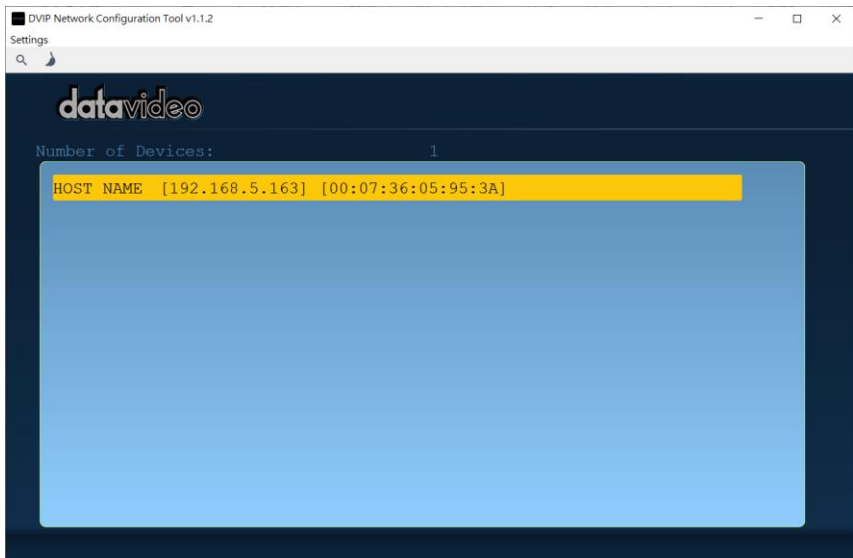 DVIP Network Configuration Tool v1.1.2
Settings
datavideo
Number of Devices: 1
HOST NAME [192.168.5.163] [00:07:36:05:95:3A]